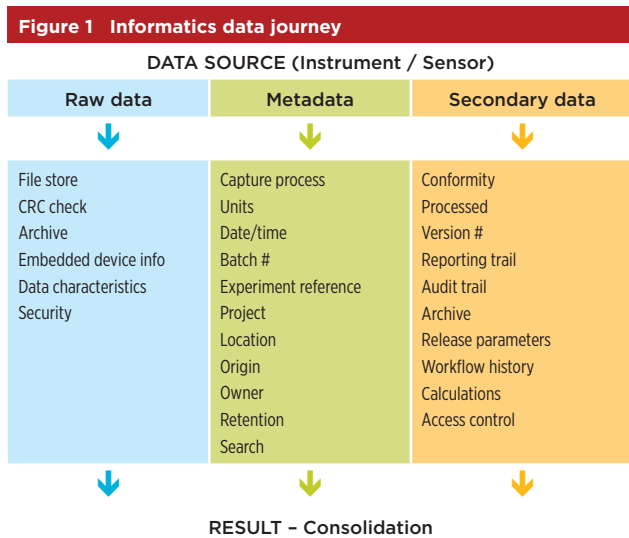 Figure 1 Informatics data journey
DATA SOURCE (Instrument / Sensor)
Raw data
Metadata
Secondary data
File store
CRC check
Archive
Embedded device info
Data characteristics
Security
Capture process
Units
Date/time
Batch #
Experiment reference
Project
Location
Origin
Owner
Retention
Search
Conformity
Processed
Version #
Reporting trail
Audit trail
Archive
Release parameters
Workflow history
Calculations
Access control
RESULT – Consolidation